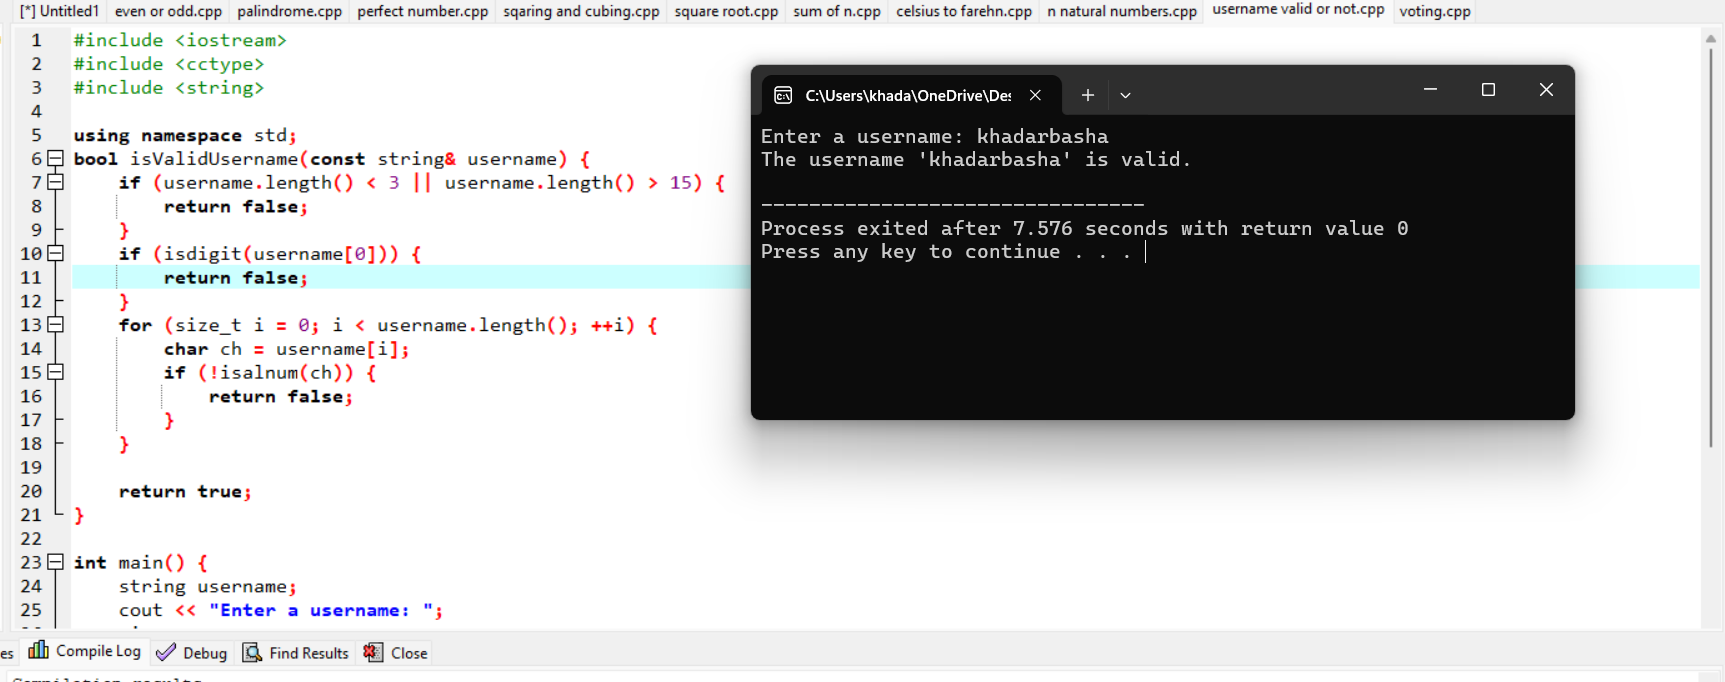 [*] Untitled1 even or odd.cpp palindrome.cpp perfect number.cpp sqaring and cubing.cpp square root.cpp sum of n.cpp celsius to farehn.cpp n natural numbers.cpp username valid or not.cpp voting.cpp
1 #include <iostream>
2 #include <cctype>
3 #include <string>
4
5 using namespace std;
6 bool isValidUsername(const string& username) {
7 if (username.length() < 3 || username.length() > 15) {
8 return false;
9 }
10 if (isdigit(username[0])) {
11 return false;
12 }
13 for (size_t i = 0; i < username.length(); ++i) {
14 char ch = username[i];
15 if (!isalnum(ch)) {
16 return false;
17 }
18 }
19
20 return true;
21 }
22
23 int main() {
24 string username;
25 cout << "Enter a username: ";
C:\Users\khada\OneDrive\Des
Enter a username: khadarbasha
The username 'khadarbasha' is valid.
--------------------------------
Process exited after 7.576 seconds with return value 0
Press any key to continue . . .
es Compile Log Debug Find Results Close